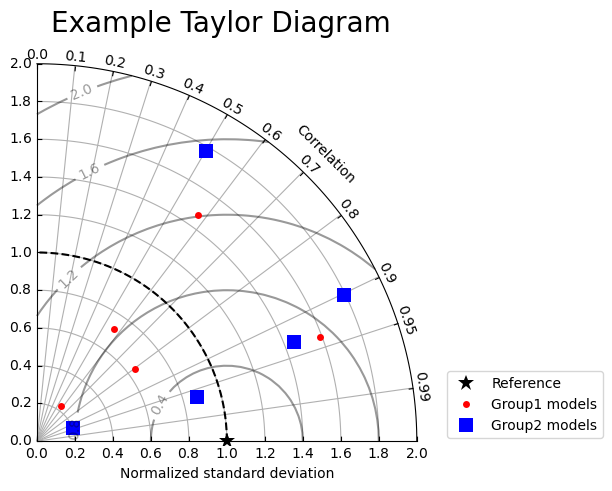 Example Taylor Diagram
0.0 0.1 0.2 0.3 0.4 0.5 0.6 0.7 0.8 0.9 0.95 0.99
Correlation
2.0
1.8
1.6
1.4
1.2
1.0
0.8
0.6
0.4
0.2
0.0
2.0
1.6
1.2
0.4
0.0 0.2 0.4 0.6 0.8 1.0 1.2 1.4 1.6 1.8 2.0
Normalized standard deviation
Reference
Group1 models
Group2 models